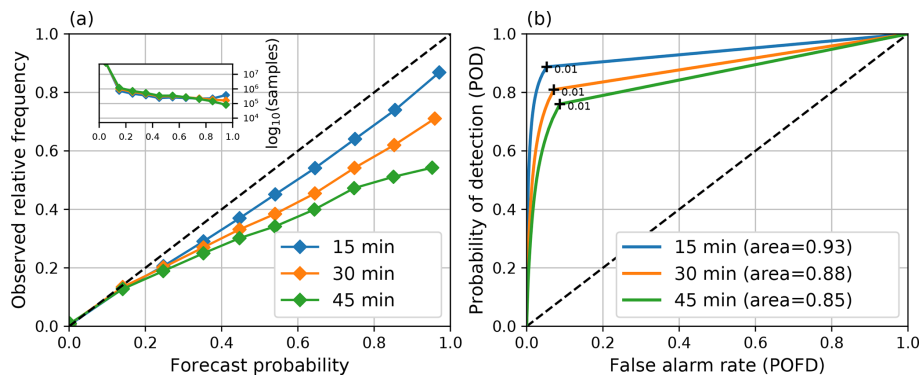 (a)
Observed relative frequency
1.0
0.8
0.6
0.4
0.2
0.0
0.0 0.2 0.4 0.6 0.8 1.0
Forecast probability
10⁷
10⁶
10⁵
10⁴
log₁₀(samples)
0.0 0.2 0.4 0.6 0.8 1.0
15 min
30 min
45 min
(b)
Probability of detection (POD)
1.0
0.8
0.6
0.4
0.2
0.0
0.0 0.2 0.4 0.6 0.8 1.0
False alarm rate (POFD)
0.01
0.01
0.01
15 min (area=0.93)
30 min (area=0.88)
45 min (area=0.85)